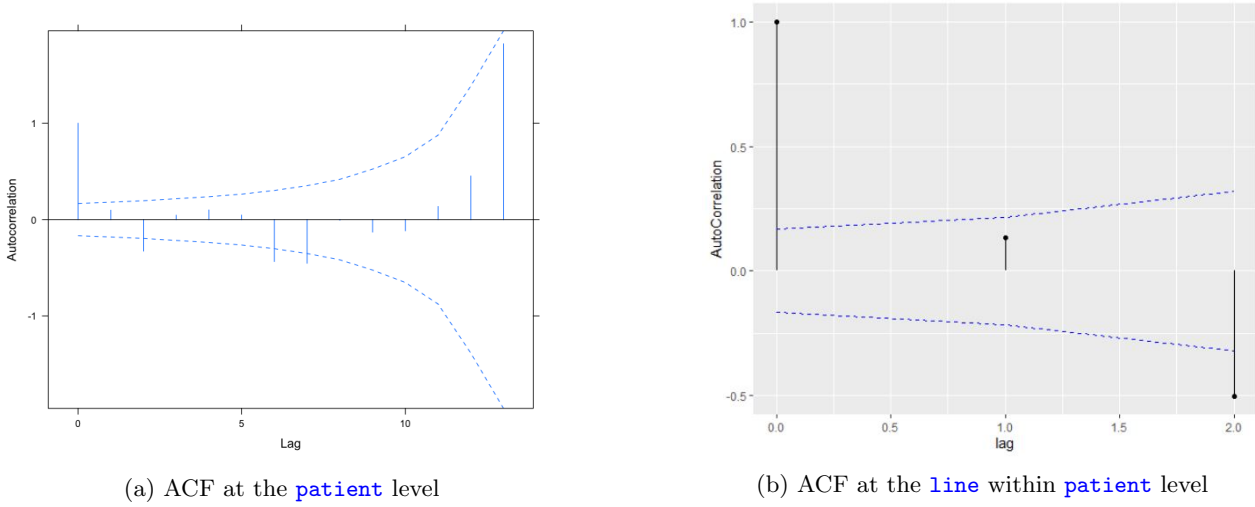 Autocorrelation
1
0
-1
0
5
10
Lag
(a) ACF at the patient level
AutoCorrelation
1.0
0.5
0.0
-0.5
0.0
0.5
1.0
1.5
2.0
lag
(b) ACF at the line within patient level